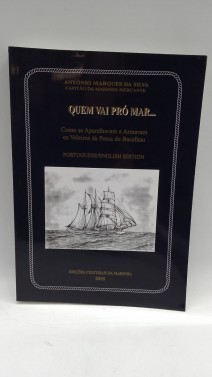 ANTÓNIO MARQUES DA SILVA
CAPITÃO DA MARINHA MERCANTE
QUEM VAI PRÓ MAR...
Como se Aparelhavam e Armavam
os Veleiros da Pesca do Bacalhau
PORTUGUESE/ENGLISH EDITION
EDIÇÕES CULTURAIS DA MARINHA